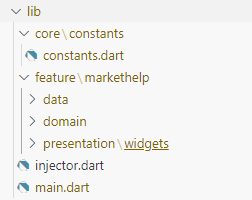 lib
core\constants
constants.dart
feature\markethelp
data
domain
presentation\widgets
injector.dart
main.dart